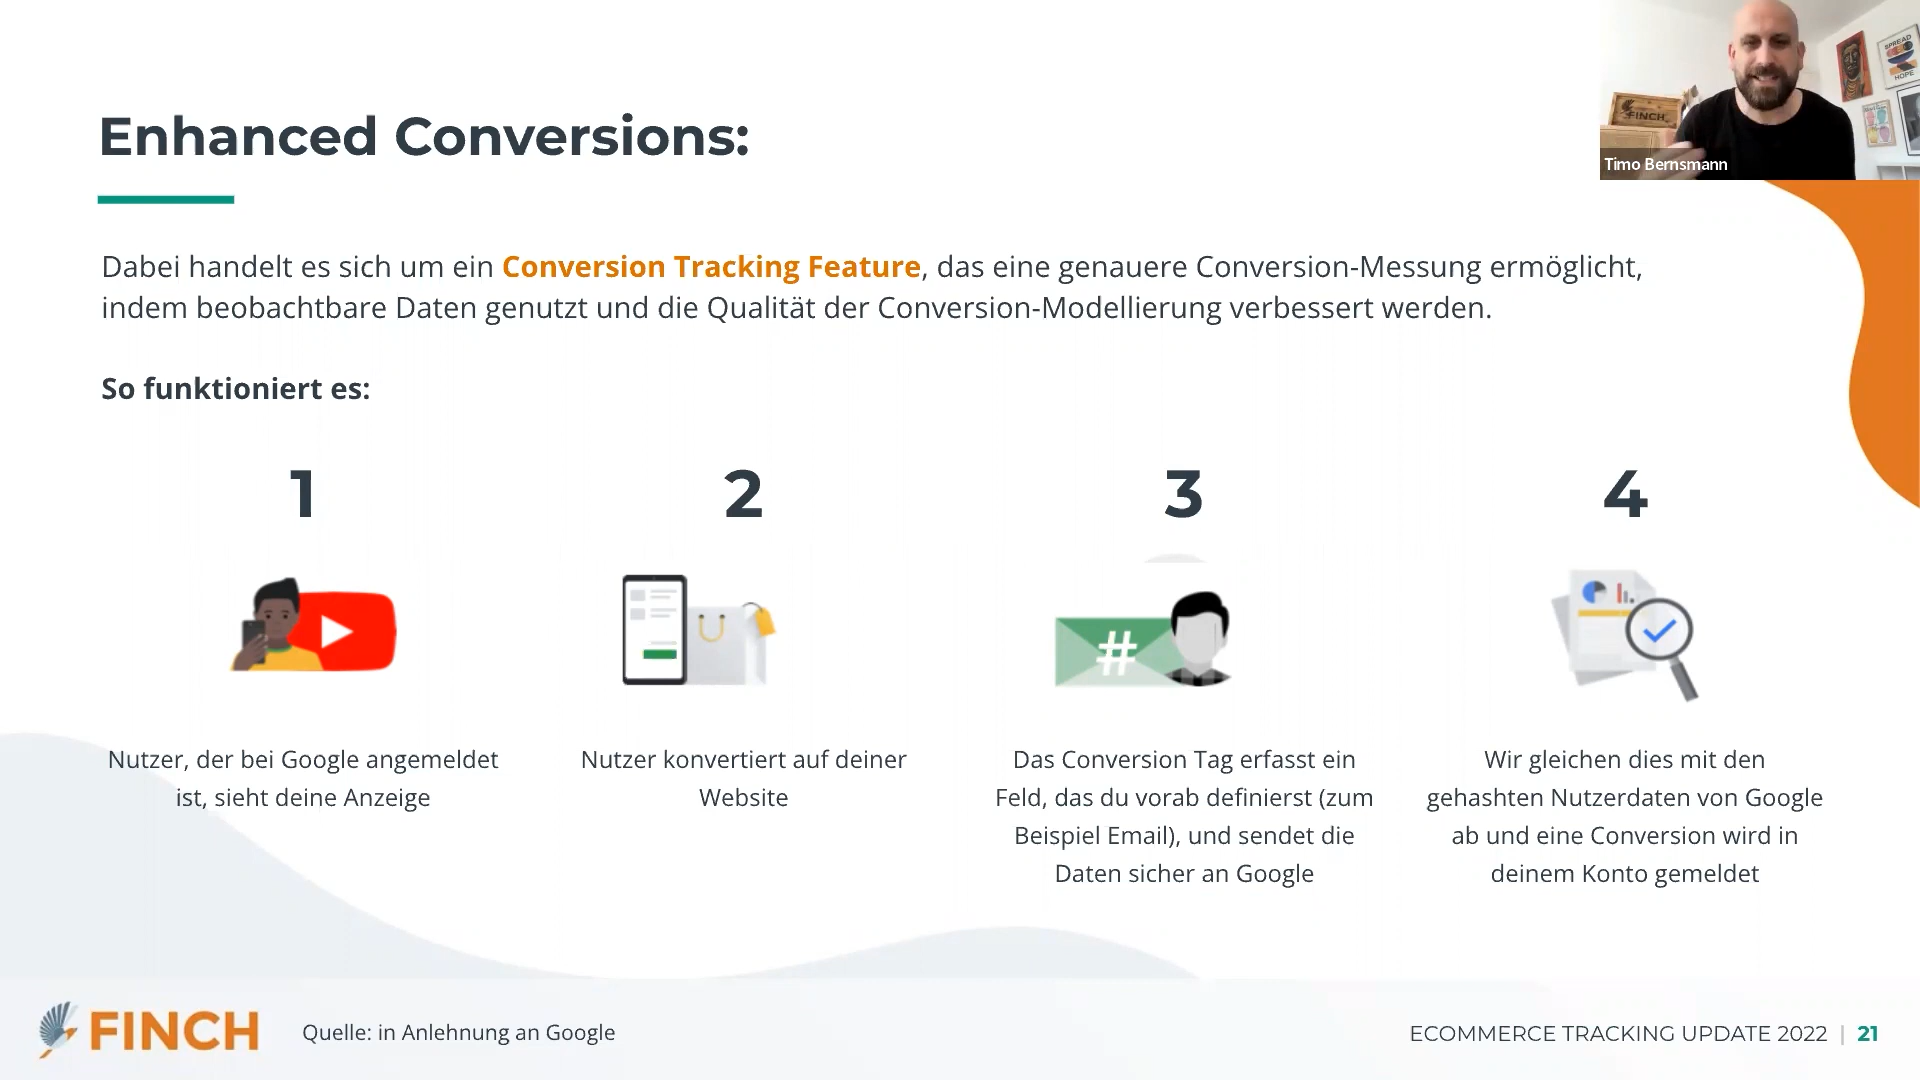 Enhanced Conversions:
SPREAD
HOPE
FINCH
Timo Bernsmann
Dabei handelt es sich um ein Conversion Tracking Feature, das eine genauere Conversion-Messung ermöglicht,
indem beobachtbare Daten genutzt und die Qualität der Conversion-Modellierung verbessert werden.
So funktioniert es:
1
2
3
4
#
Nutzer, der bei Google angemeldet
ist, sieht deine Anzeige
Nutzer konvertiert auf deiner
Website
Das Conversion Tag erfasst ein
Feld, das du vorab definierst (zum
Beispiel Email), und sendet die
Daten sicher an Google
Wir gleichen dies mit den
gehashten Nutzerdaten von Google
ab und eine Conversion wird in
deinem Konto gemeldet
FINCH
Quelle: in Anlehnung an Google
ECOMMERCE TRACKING UPDATE 2022 | 21